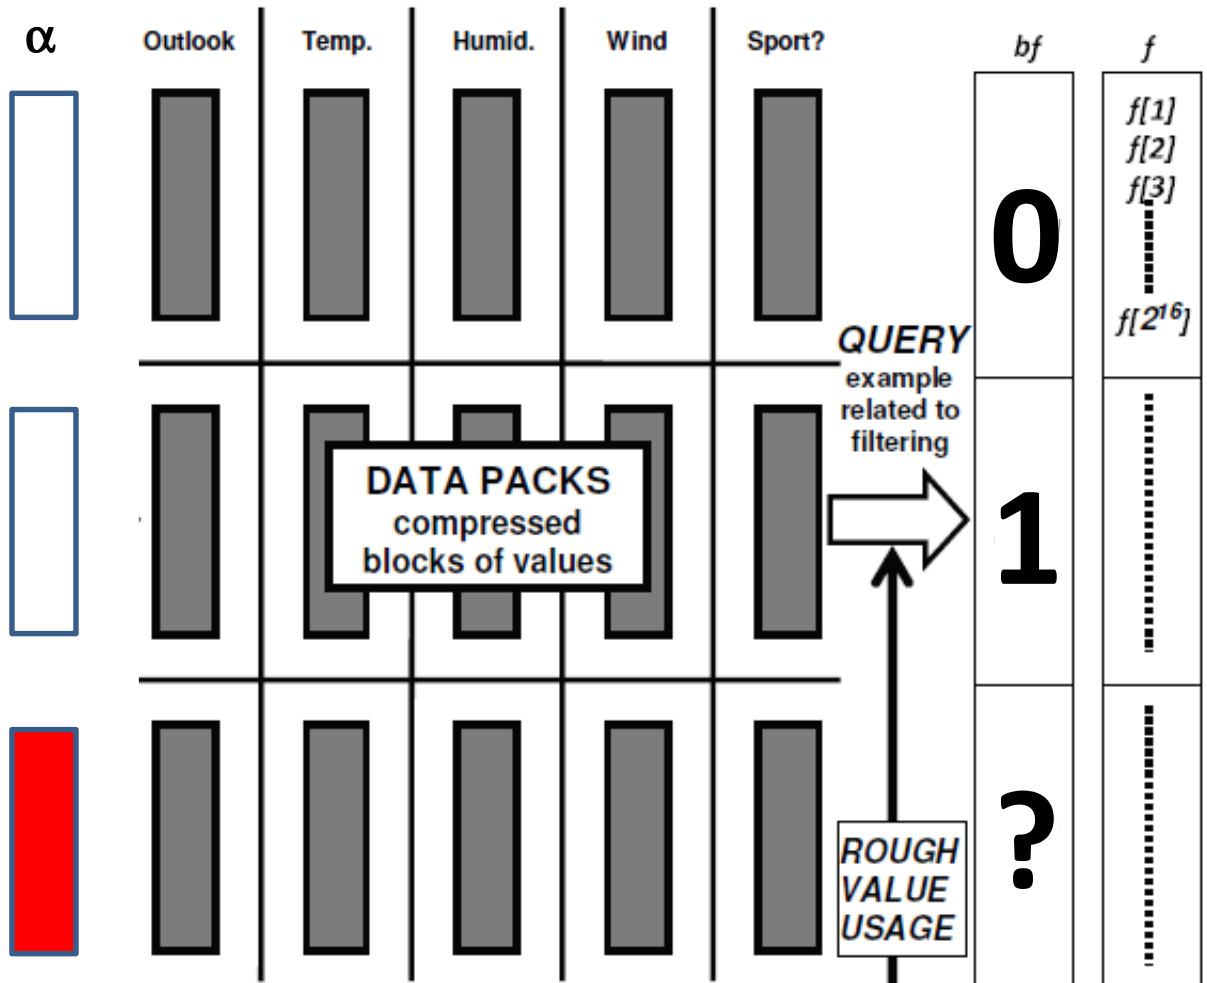 α
Outlook Temp. Humid. Wind Sport?
bf f
0
f[1]
f[2]
f[3]
f[2¹⁶]
QUERY
example
related to
filtering
DATA PACKS
compressed
blocks of values
1
?
ROUGH
VALUE
USAGE